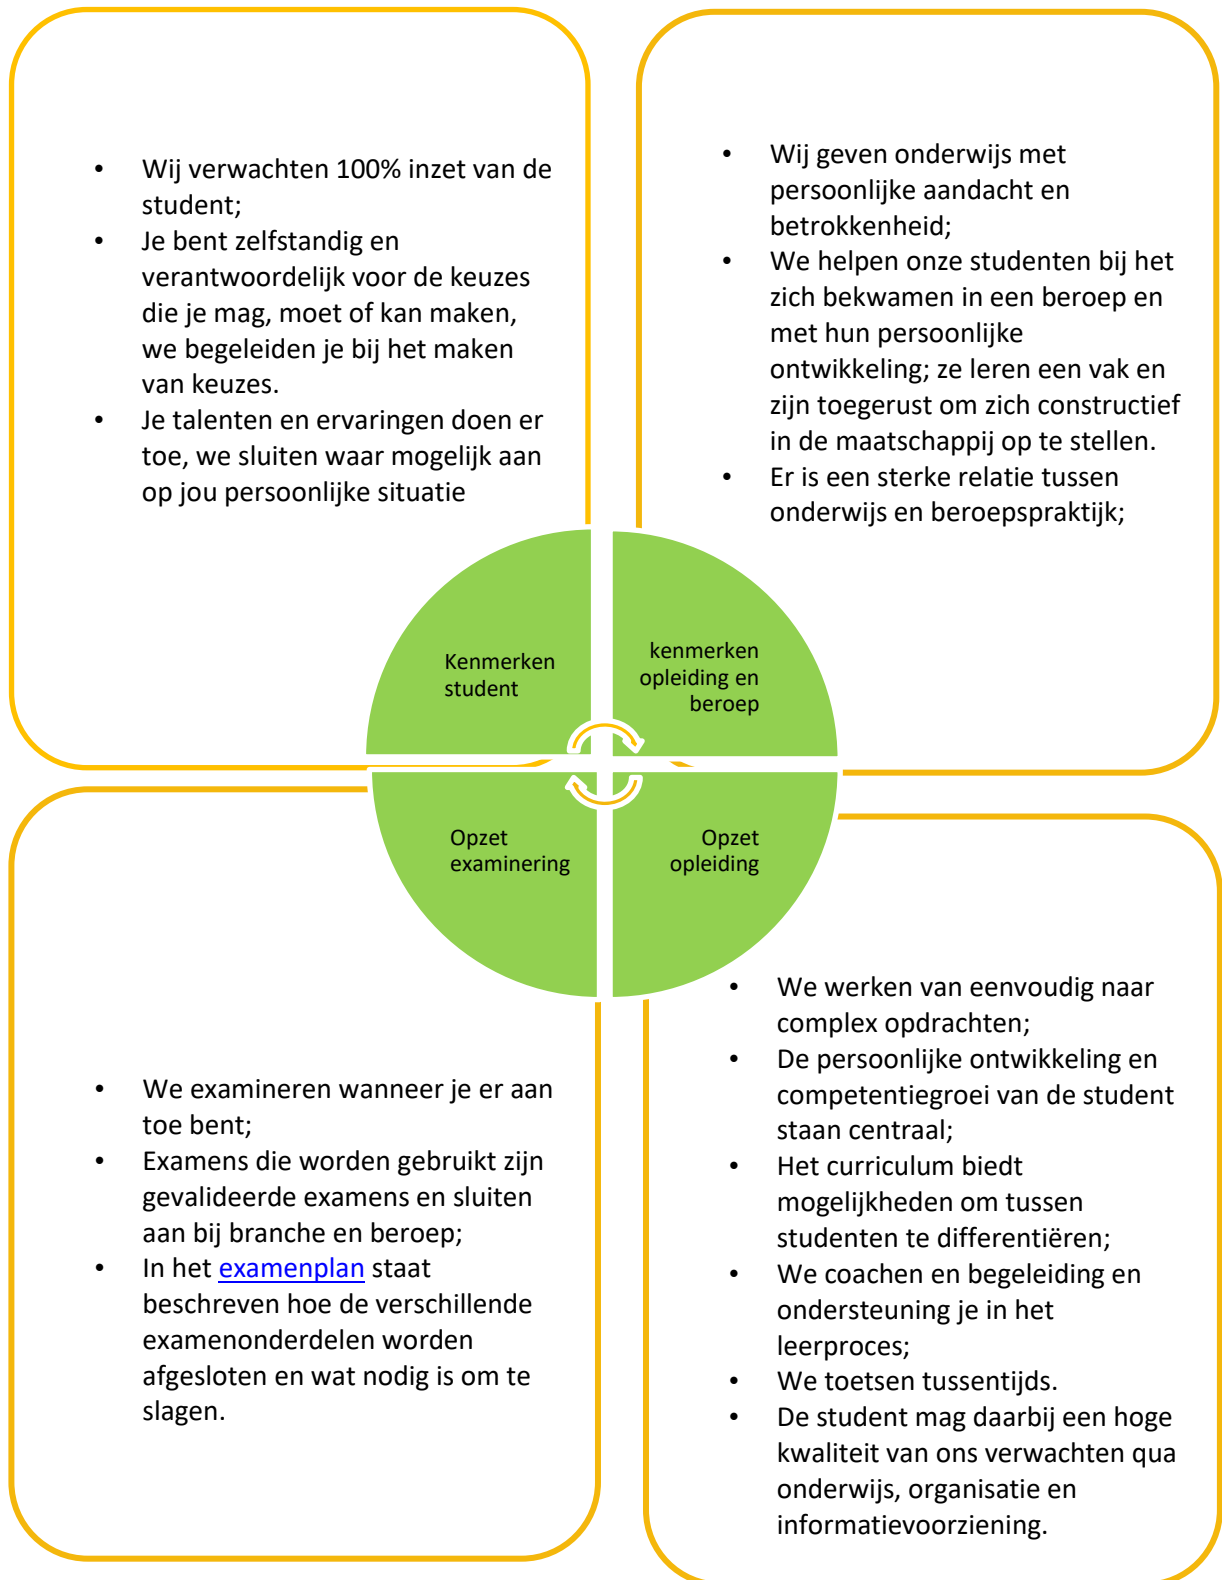 • Wij verwachten 100% inzet van de
student;
• Je bent zelfstandig en
verantwoordelijk voor de keuzes
die je mag, moet of kan maken,
we begeleiden je bij het maken
van keuzes.
• Je talenten en ervaringen doen er
toe, we sluiten waar mogelijk aan
op jou persoonlijke situatie
• Wij geven onderwijs met
persoonlijke aandacht en
betrokkenheid;
• We helpen onze studenten bij het
zich bekwamen in een beroep en
met hun persoonlijke
ontwikkeling; ze leren een vak en
zijn toegerust om zich constructief
in de maatschappij op te stellen.
• Er is een sterke relatie tussen
onderwijs en beroepspraktijk;
Kenmerken
student
kenmerken
opleiding en
beroep
Opzet
examinering
Opzet
opleiding
• We examineren wanneer je er aan
toe bent;
• Examens die worden gebruikt zijn
gevalideerde examens en sluiten
aan bij branche en beroep;
• In het examenplan staat
beschreven hoe de verschillende
examenonderdelen worden
afgesloten en wat nodig is om te
slagen.
• We werken van eenvoudig naar
complex opdrachten;
• De persoonlijke ontwikkeling en
competentiegroei van de student
staan centraal;
• Het curriculum biedt
mogelijkheden om tussen
studenten te differentiëren;
• We coachen en begeleiding en
ondersteuning je in het
leerproces;
• We toetsen tussentijds.
• De student mag daarbij een hoge
kwaliteit van ons verwachten qua
onderwijs, organisatie en
informatievoorziening.